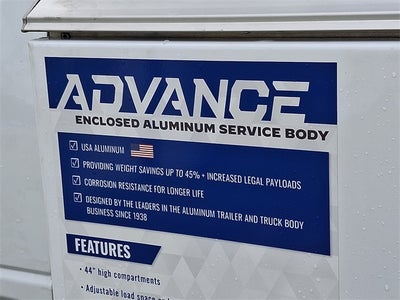 ADVANCE
ENCLOSED ALUMINUM SERVICE BODY
USA ALUMINUM
PROVIDING WEIGHT SAVINGS UP TO 45% + INCREASED LEGAL PAYLOADS
CORROSION RESISTANCE FOR LONGER LIFE
DESIGNED BY THE LEADERS IN THE ALUMINUM TRAILER AND TRUCK BODY
BUSINESS SINCE 1938
FEATURES
• 44" high compartments
• Adjustable load space